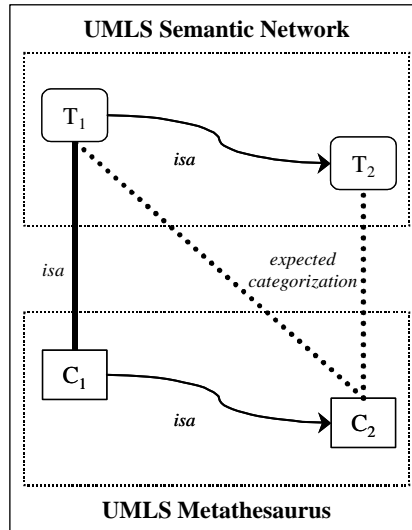 UMLS Semantic Network
T1
isa
T2
isa
expected
categorization
C1
isa
C2
UMLS Metathesaurus